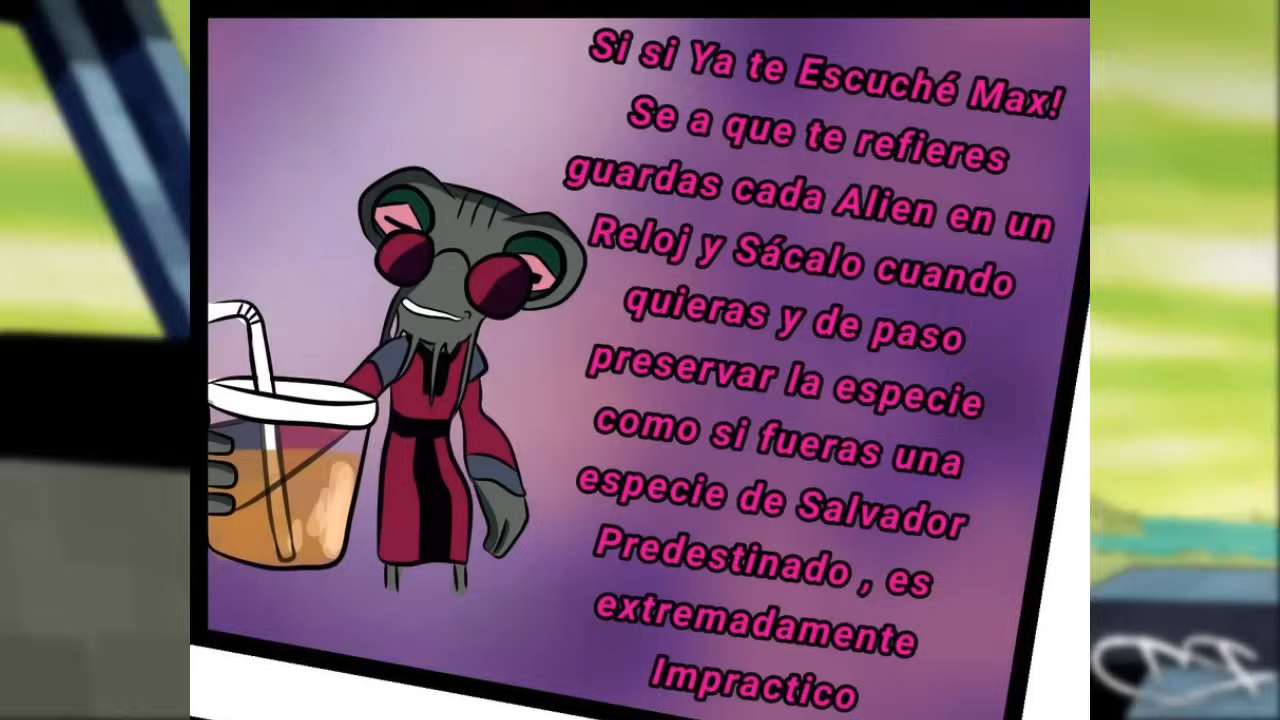 Si si Ya te Escuché Max!
Se a que te refieres
guardas cada Alien en un
Reloj y Sácalo cuando
quieras y de paso
preservar la especie
como si fueras una
especie de Salvador
Predestinado , es
extremadamente
Impractico